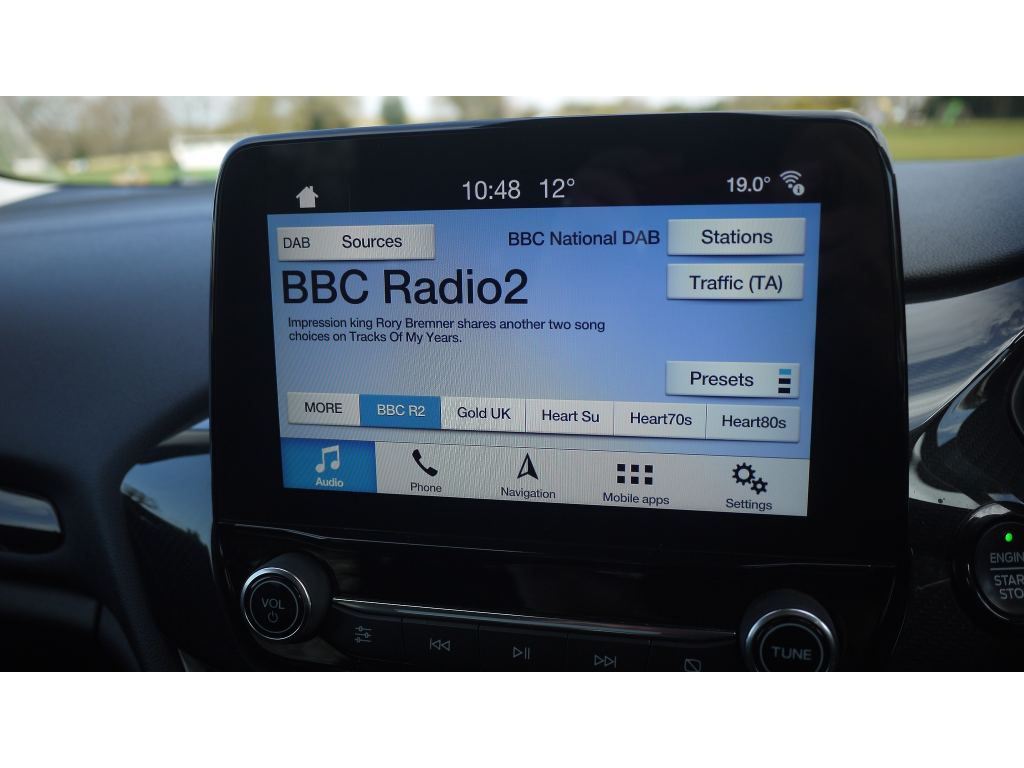 10:48 12° 19.0°
DAB Sources BBC National DAB Stations
BBC Radio2 Traffic (TA)
Impression king Rory Bremner shares another two song
choices on Tracks Of My Years.
Presets
MORE BBC R2 Gold UK Heart Su Heart70s Heart80s
Audio Phone Navigation Mobile apps Settings
ENGIN
STAR
STO
VOL
TUNE